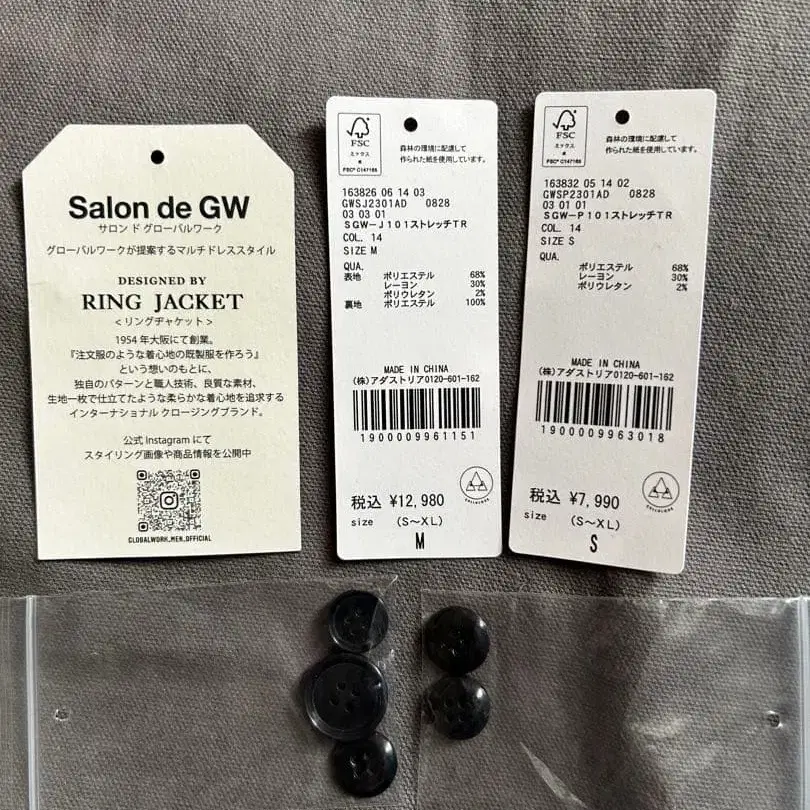 Salon de GW
サロン ド グローバルワーク
グローバルワークが提案するマルチドレススタイル
DESIGNED BY
RING JACKET
<リングヂャケット>
1954年大阪にて創業。
『注文服のような着心地の既製服を作ろう』
という想いのもとに、
独自のパターンと職人技術、良質な素材、
生地一枚で仕立てたような柔らかな着心地を追求する
インターナショナル クロージングブランド。
公式 Instagram にて
スタイリング画像や商品情報を公開中
GLOBALWORK_MEN_OFFICIAL
FSC
ミックス
紙
FSC® C147166
森林の環境に配慮して
作られた紙を使用しています。
163826 06 14 03
GWSJ2301AD 0828
03 03 01
SGW-J101ストレッチTR
COL. 14
SIZE M
QUA.
表地 ポリエステル 68%
レーヨン 30%
ポリウレタン 2%
裏地 ポリエステル 100%
MADE IN CHINA
(株)アダストリア0120-601-162
1900009961151
税込 ¥12,980
size (S~XL)
M
FSC
ミックス
紙
FSC® C147166
森林の環境に配慮して
作られた紙を使用しています。
163832 05 14 02
GWSP2301AD 0828
03 01 01
SGW-P101ストレッチTR
COL. 14
SIZE S
QUA.
ポリエステル 68%
レーヨン 30%
ポリウレタン 2%
MADE IN CHINA
(株)アダストリア0120-601-162
1900009963018
税込 ¥7,990
size (S~XL)
S